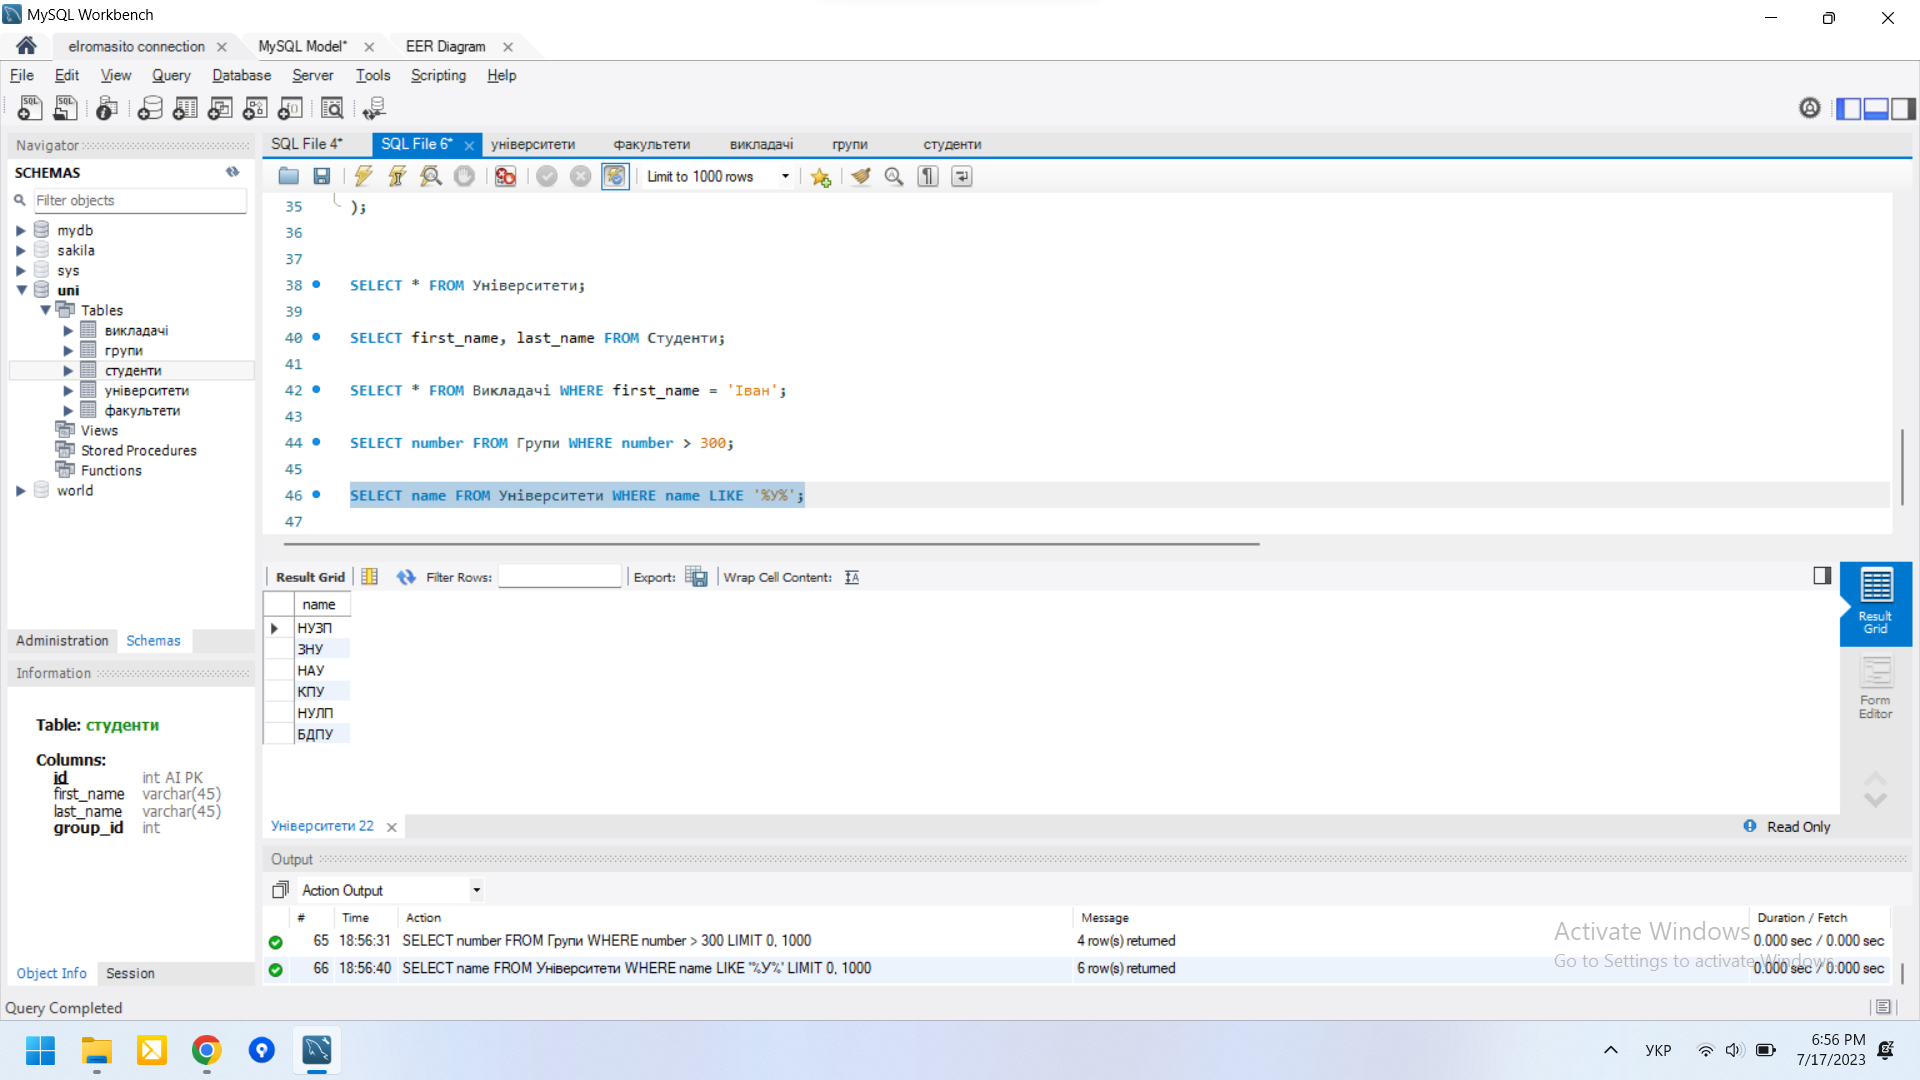 MySQL Workbench
elromasito connection
MySQL Model*
EER Diagram
File Edit View Query Database Server Tools Scripting Help
Navigator
SQL File 4* SQL File 6* університети факультети викладачі групи студенти
SCHEMAS
Limit to 1000 rows
Filter objects
mydb
sakila
sys
uni
Tables
викладачі
групи
студенти
університети
факультети
Views
Stored Procedures
Functions
world
35 );
36
37
38 SELECT * FROM Університети;
39
40 SELECT first_name, last_name FROM Студенти;
41
42 SELECT * FROM Викладачі WHERE first_name = 'Іван';
43
44 SELECT number FROM Групи WHERE number > 300;
45
46 SELECT name FROM Університети WHERE name LIKE '%У%';
47
Result Grid Filter Rows: Export: Wrap Cell Content:
name
НУЗП
ЗНУ
НАУ
КПУ
НУЛП
БДПУ
Result
Grid
Form
Editor
Administration Schemas
Information
Table: студенти
Columns:
id int AI PK
first_name varchar(45)
last_name varchar(45)
group_id int
Університети 22
Read Only
Output
Action Output
# Time Action Message Duration / Fetch
65 18:56:31 SELECT number FROM Групи WHERE number > 300 LIMIT 0, 1000 4 row(s) returned 0.000 sec / 0.000 sec
66 18:56:40 SELECT name FROM Університети WHERE name LIKE '%У%' LIMIT 0, 1000 6 row(s) returned 0.000 sec / 0.000 sec
Activate Windows
Go to Settings to activate Windows.
Object Info Session
Query Completed
УКР
6:56 PM
7/17/2023